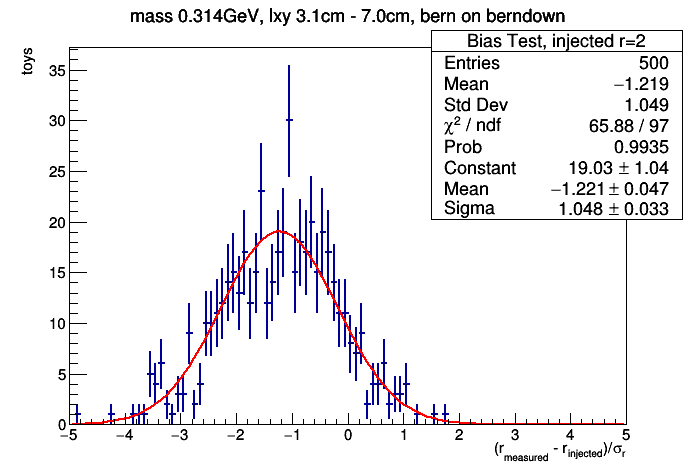 mass 0.314GeV, lxy 3.1cm - 7.0cm, bern on berndown
Bias Test, injected r=2
Entries 500
Mean −1.219
Std Dev 1.049
χ² / ndf 65.88 / 97
Prob 0.9935
Constant 19.03 ± 1.04
Mean −1.221 ± 0.047
Sigma 1.048 ± 0.033
toys
35
30
25
20
15
10
5
0
−5 −4 −3 −2 −1 0 1 2 3 4 5
(r_measured - r_injected)/σ_r